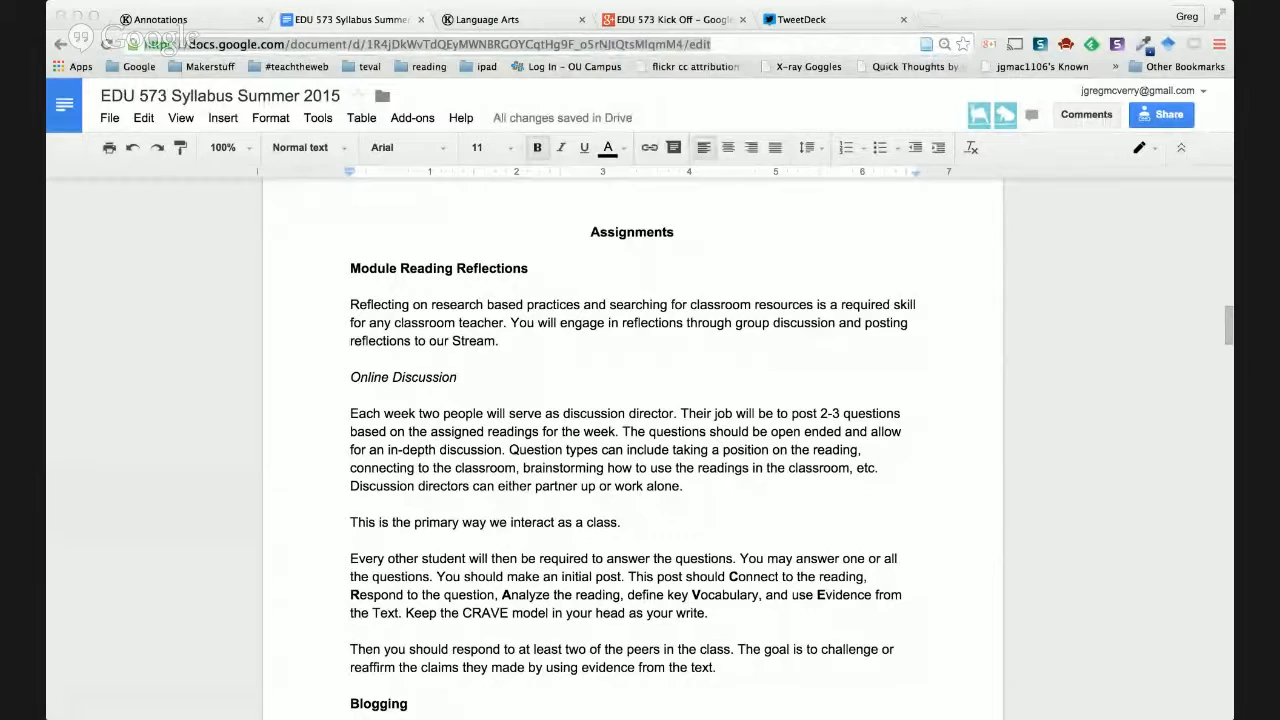 Annotations
EDU 573 Syllabus Summer
Language Arts
EDU 573 Kick Off – Google
TweetDeck
Greg
Google
docs.google.com/document/d/
Apps
Google
Makerstuff
#teachtheweb
teval
reading
ipad
Log In - OU Campus
flickr cc attribution
X-ray Goggles
Quick Thoughts by
jgmac1106's Known
»
Other Bookmarks
EDU 573 Syllabus Summer 2015
jgregmcverry@gmail.com
File Edit View Insert Format Tools Table Add-ons Help All changes saved in Drive
Comments
Share
100% Normal text Arial 11 B I U A
1 2 3 4 5 6 7
Assignments
Module Reading Reflections
Reflecting on research based practices and searching for classroom resources is a required skill
for any classroom teacher. You will engage in reflections through group discussion and posting
reflections to our Stream.
Online Discussion
Each week two people will serve as discussion director. Their job will be to post 2-3 questions
based on the assigned readings for the week. The questions should be open ended and allow
for an in-depth discussion. Question types can include taking a position on the reading,
connecting to the classroom, brainstorming how to use the readings in the classroom, etc.
Discussion directors can either partner up or work alone.
This is the primary way we interact as a class.
Every other student will then be required to answer the questions. You may answer one or all
the questions. You should make an initial post. This post should Connect to the reading,
Respond to the question, Analyze the reading, define key Vocabulary, and use Evidence from
the Text. Keep the CRAVE model in your head as your write.
Then you should respond to at least two of the peers in the class. The goal is to challenge or
reaffirm the claims they made by using evidence from the text.
Blogging